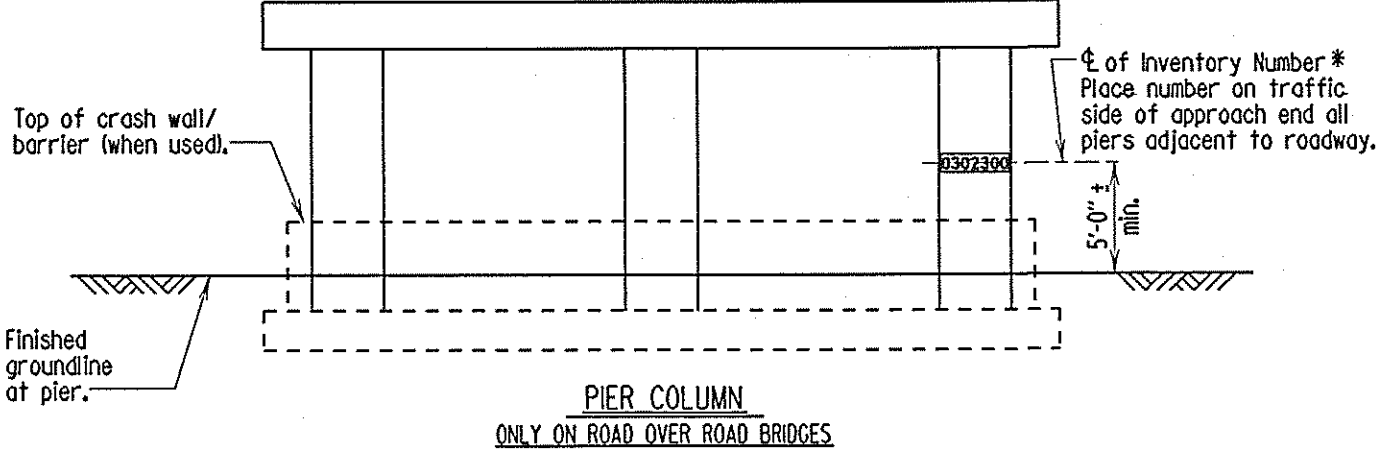 ℄ of Inventory Number *
Place number on traffic
side of approach end all
piers adjacent to roadway.
Top of crash wall/
barrier (when used).
0302300
5'-0" ±
min.
Finished
groundline
at pier.
PIER COLUMN
ONLY ON ROAD OVER ROAD BRIDGES